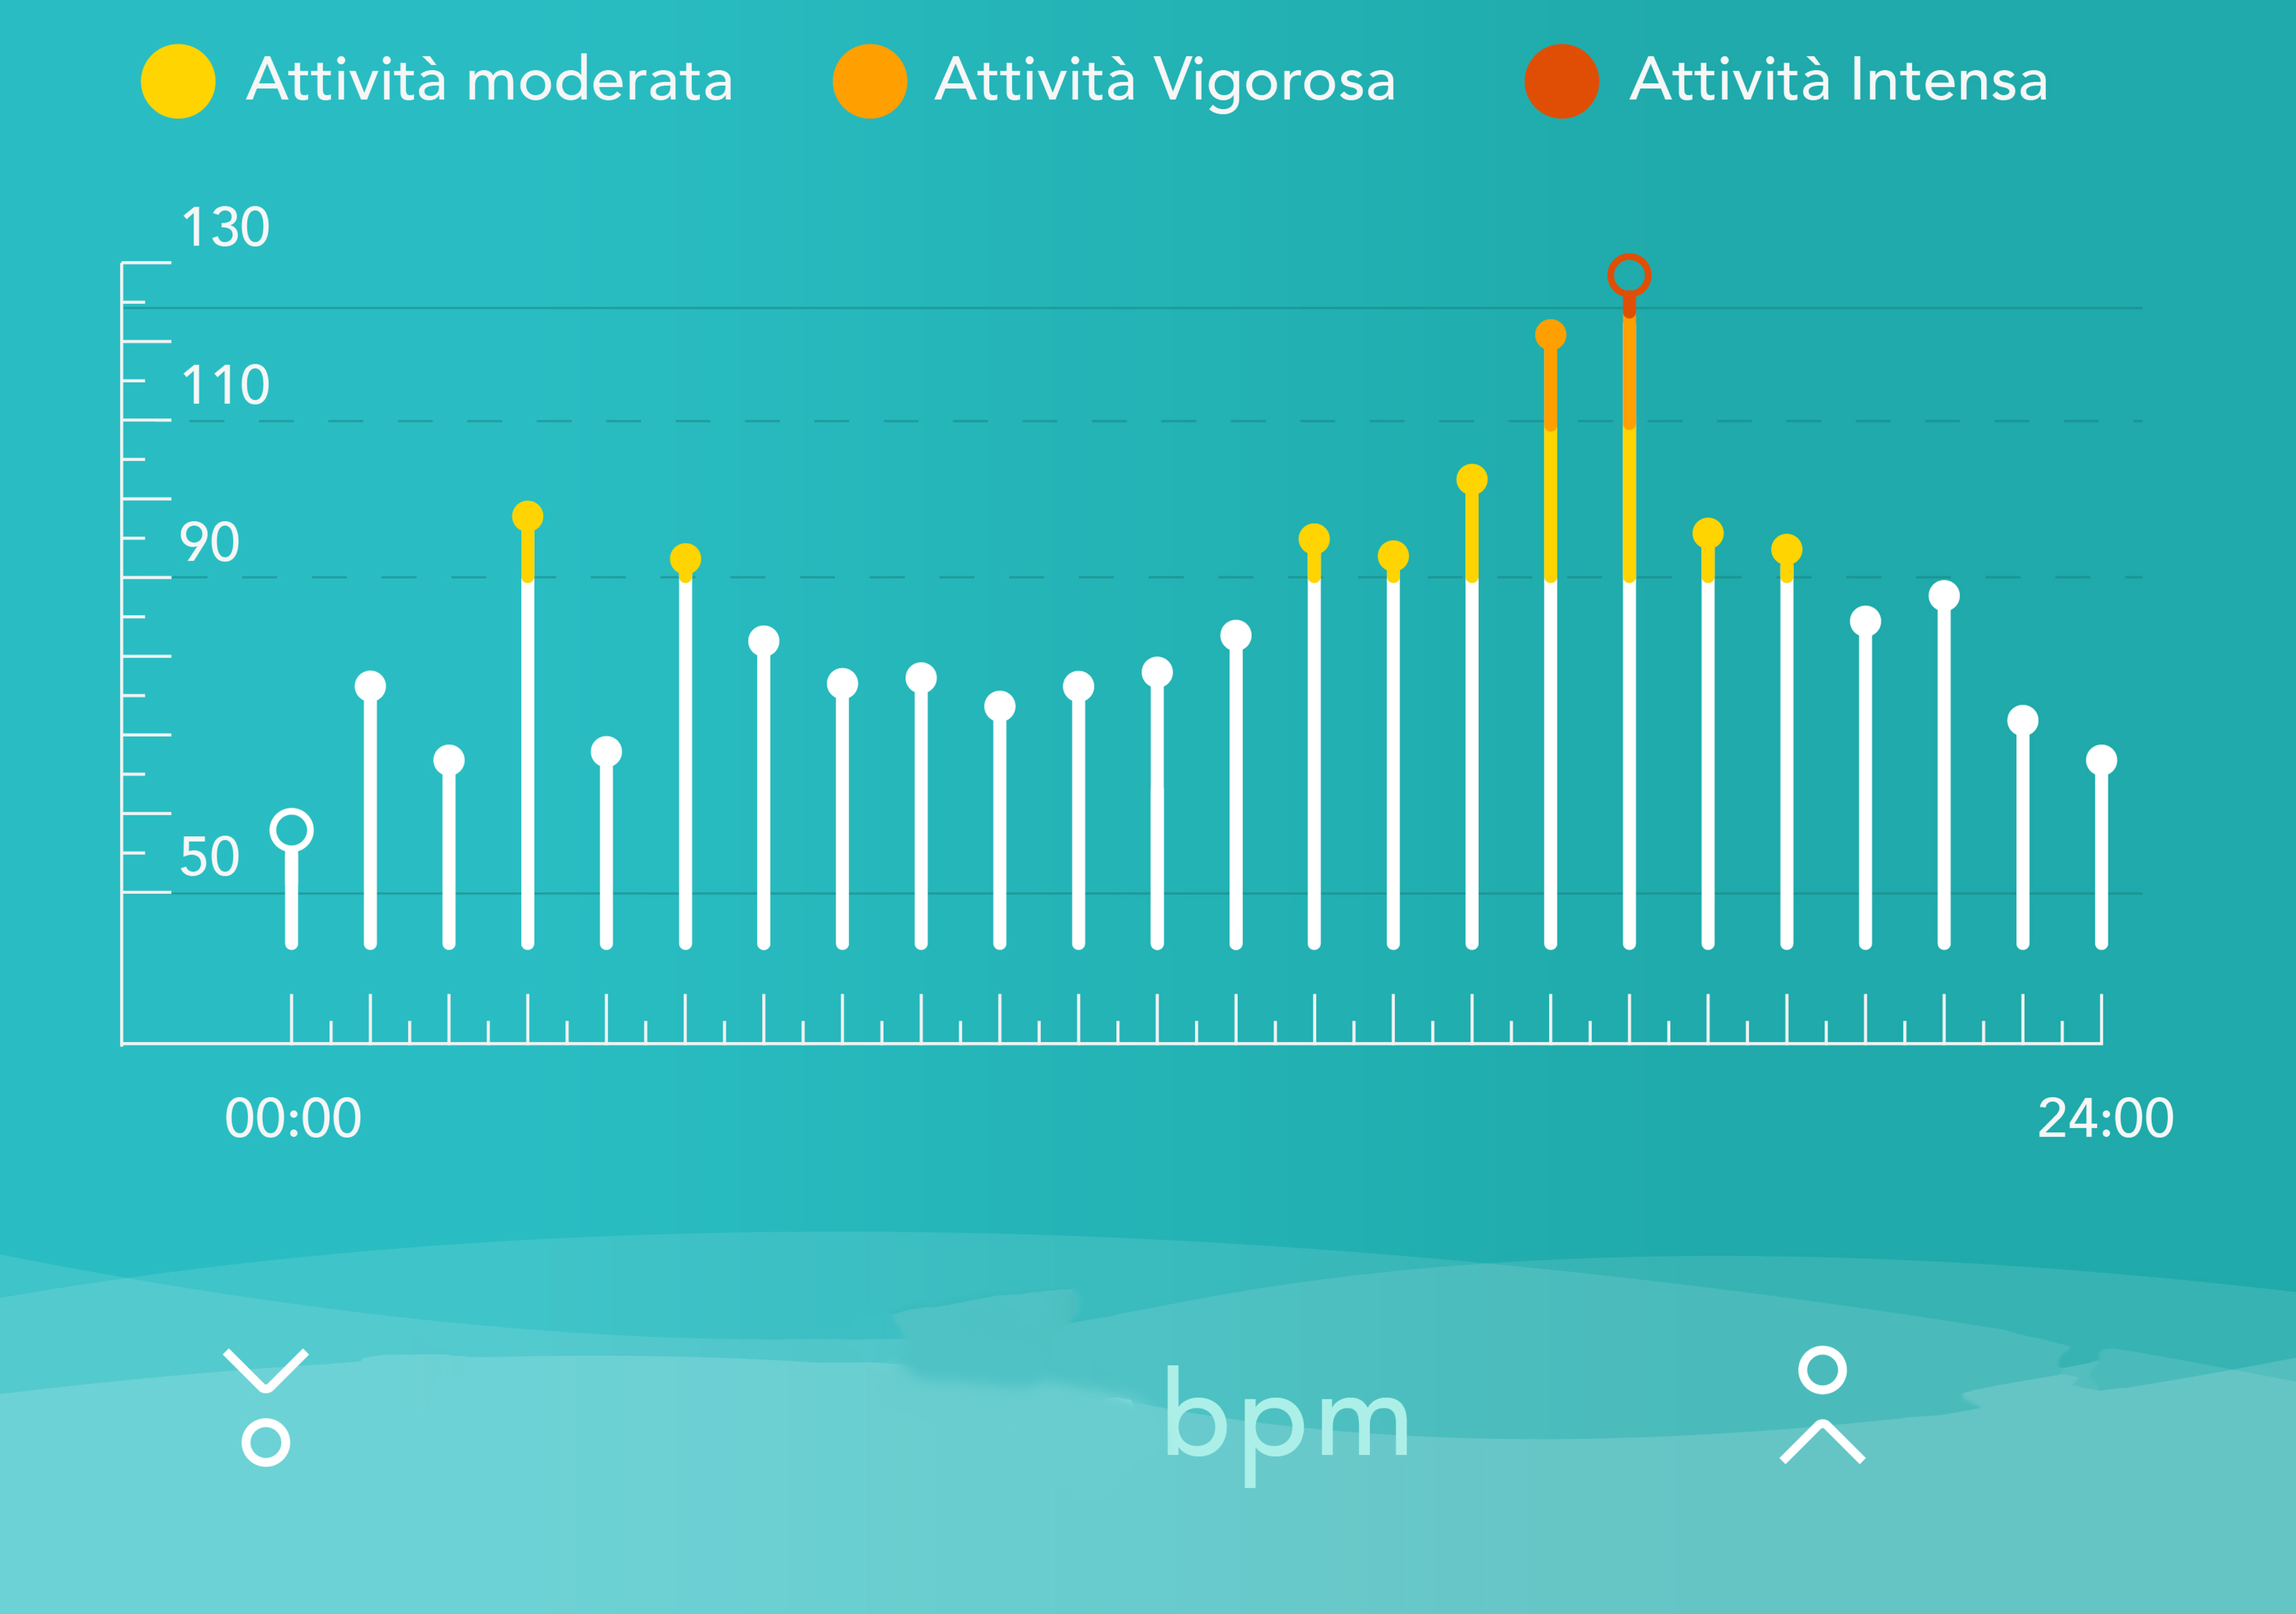 Attività moderata
Attività Vigorosa
Attività Intensa
130
110
90
50
00:00
24:00
bpm